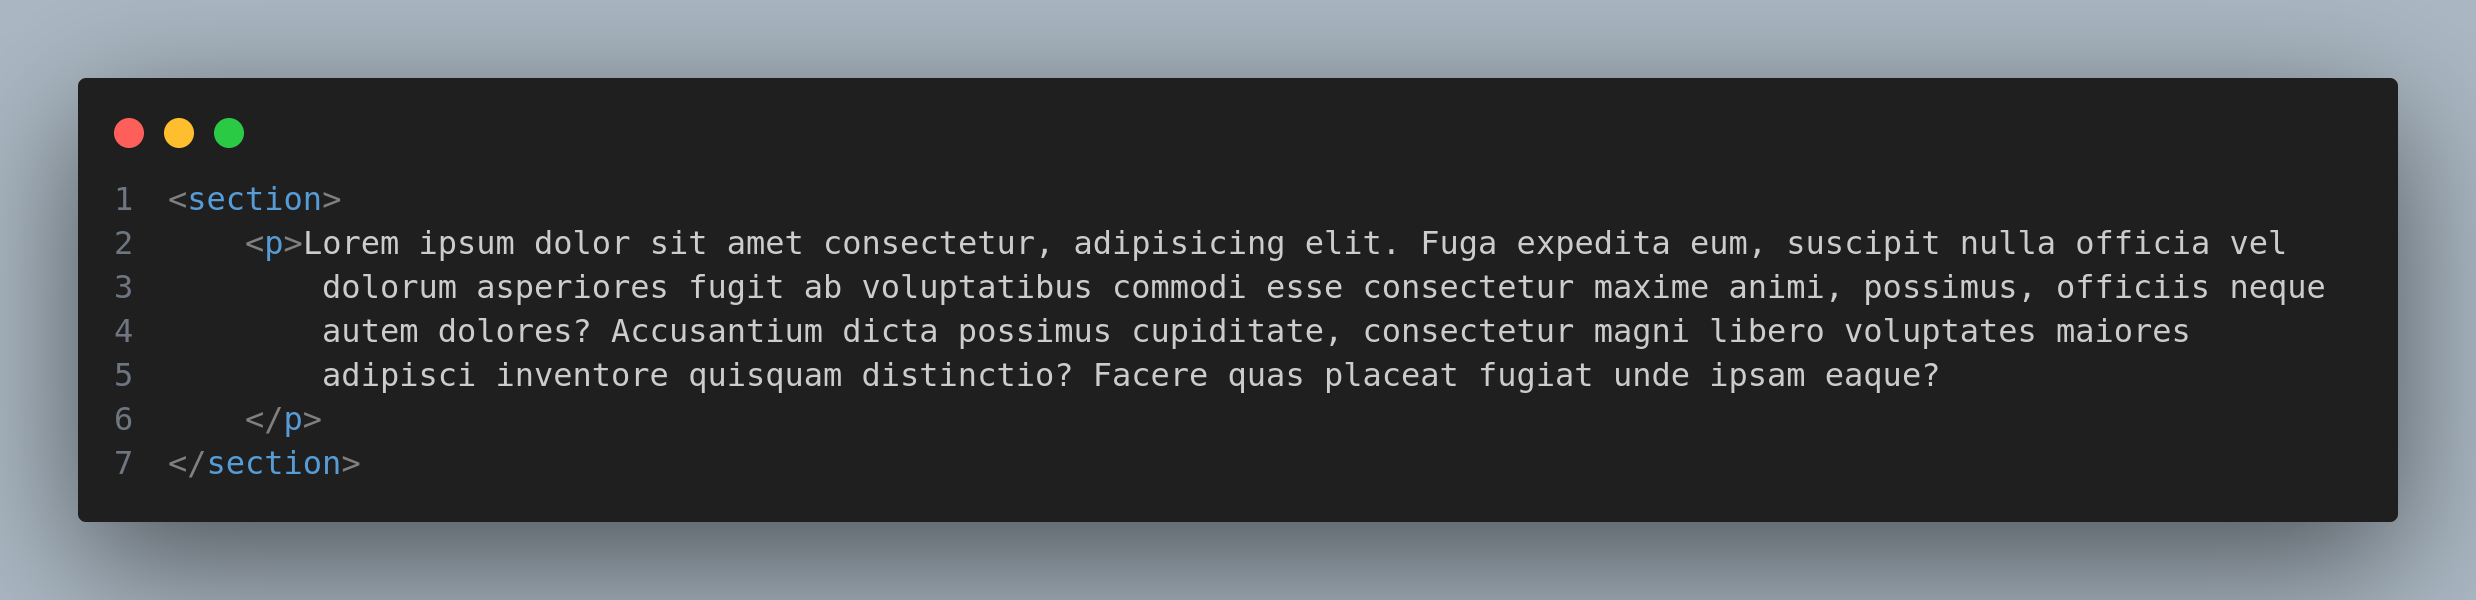 1 <section>
2     <p>Lorem ipsum dolor sit amet consectetur, adipisicing elit. Fuga expedita eum, suscipit nulla officia vel
3         dolorum asperiores fugit ab voluptatibus commodi esse consectetur maxime animi, possimus, officiis neque
4         autem dolores? Accusantium dicta possimus cupiditate, consectetur magni libero voluptates maiores
5         adipisci inventore quisquam distinctio? Facere quas placeat fugiat unde ipsam eaque?
6     </p>
7 </section>